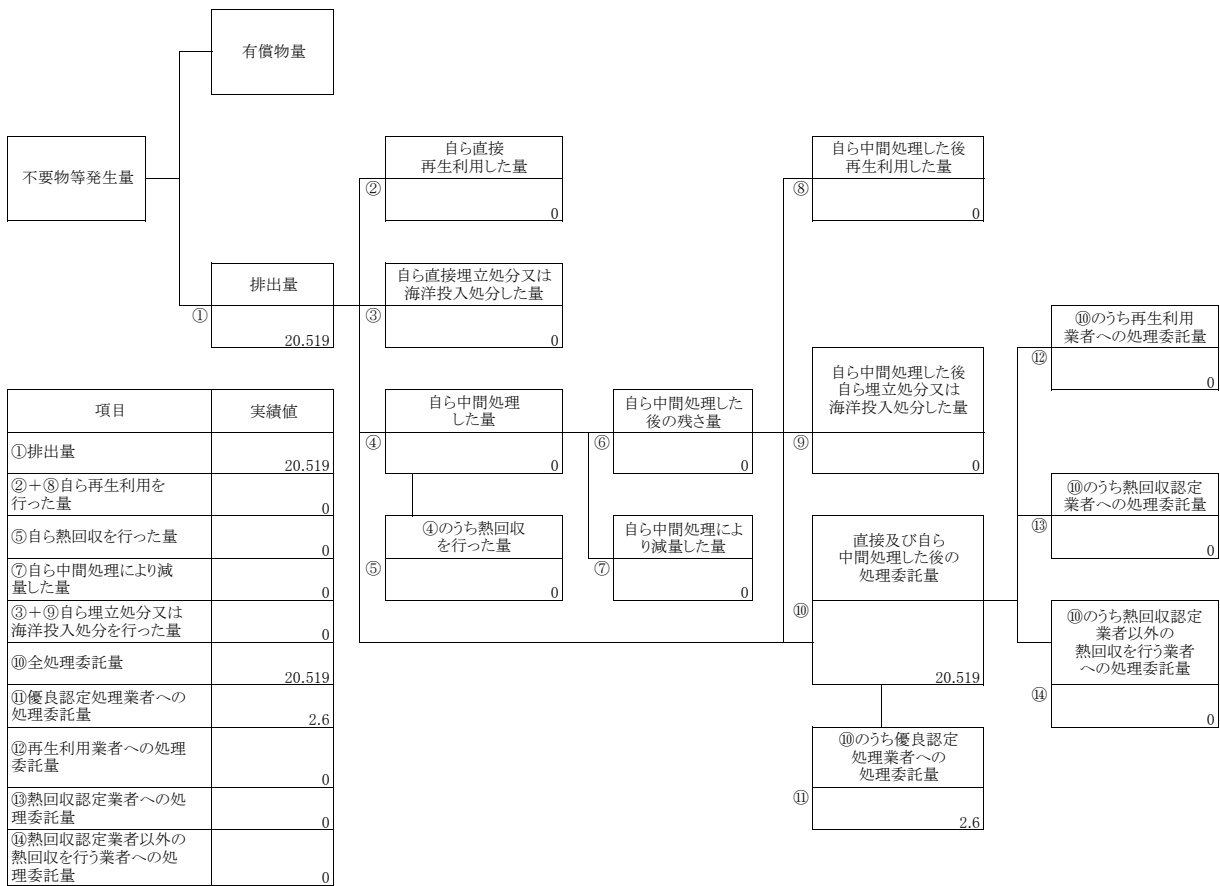 有償物量
不要物等発生量
自ら直接
再生利用した量
②
0
自ら中間処理した後
再生利用した量
⑧
0
排出量
①
20.519
自ら直接埋立処分又は
海洋投入処分した量
③
0
⑩のうち再生利用
業者への処理委託量
⑫
0
自ら中間処理
した量
④
0
自ら中間処理した
後の残さ量
⑥
0
自ら中間処理した後
自ら埋立処分又は
海洋投入処分した量
⑨
0
⑩のうち熱回収認定
業者への処理委託量
⑬
0
④のうち熱回収
を行った量
⑤
0
自ら中間処理によ
り減量した量
⑦
0
直接及び自ら
中間処理した後の
処理委託量
⑩
20.519
⑩のうち熱回収認定
業者以外の
熱回収を行う業者
への処理委託量
⑭
0
⑩のうち優良認定
処理業者への
処理委託量
⑪
2.6
項目
実績値
①排出量
20.519
②＋⑧自ら再生利用を
行った量
0
⑤自ら熱回収を行った量
0
⑦自ら中間処理により減
量した量
0
③＋⑨自ら埋立処分又は
海洋投入処分を行った量
0
⑩全処理委託量
20.519
⑪優良認定処理業者への
処理委託量
2.6
⑫再生利用業者への処理
委託量
0
⑬熱回収認定業者への処
理委託量
0
⑭熱回収認定業者以外の
熱回収を行う業者への処
理委託量
0